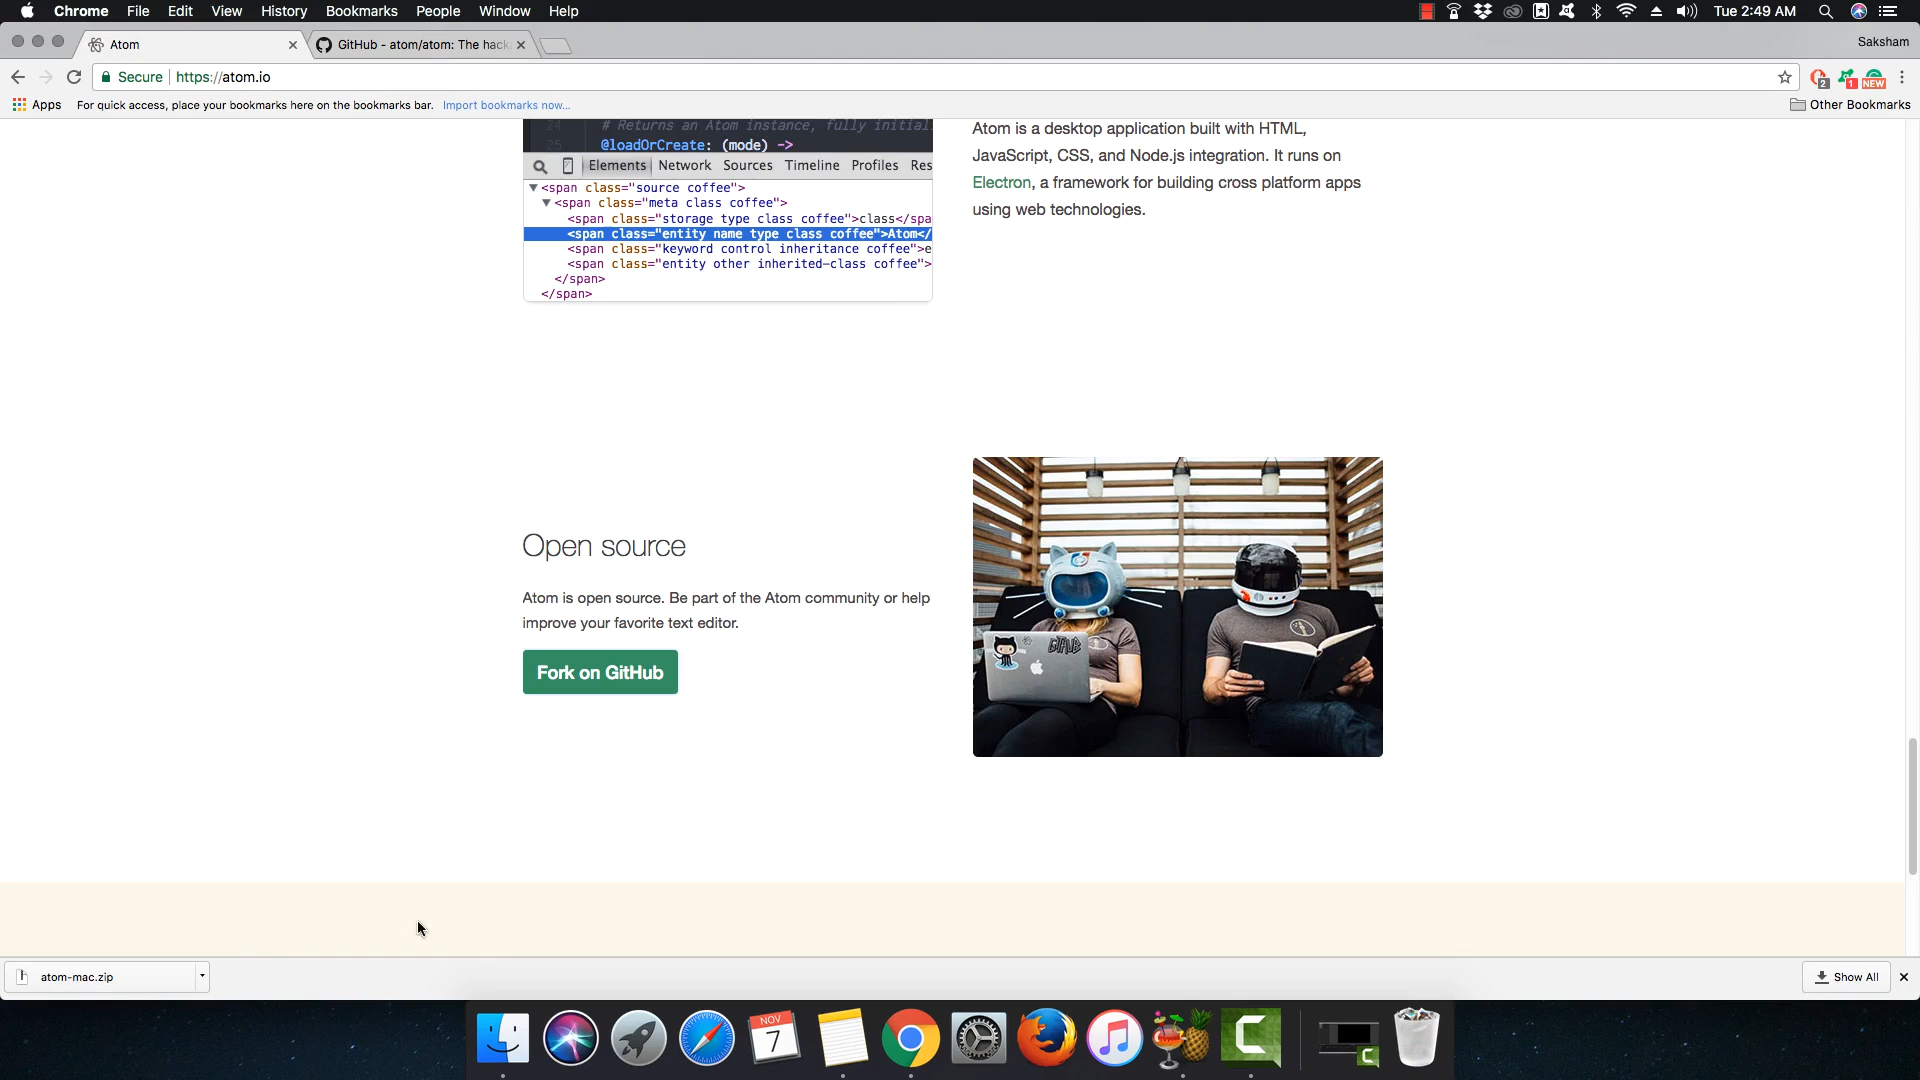 Chrome File Edit View History Bookmarks People Window Help Tue 2:49 AM
Atom GitHub - atom/atom: The hack Saksham
Secure https://atom.io 2 1 NEW
Apps For quick access, place your bookmarks here on the bookmarks bar. Import bookmarks now... Other Bookmarks
24 # Returns an Atom instance, fully initial
25 @loadOrCreate: (mode) ->
Elements Network Sources Timeline Profiles Res
<span class="source coffee">
<span class="meta class coffee">
<span class="storage type class coffee">class</spa
<span class="entity name type class coffee">Atom</
<span class="keyword control inheritance coffee">e
<span class="entity other inherited-class coffee">
</span>
</span>
Atom is a desktop application built with HTML,
JavaScript, CSS, and Node.js integration. It runs on
Electron, a framework for building cross platform apps
using web technologies.
Open source
Atom is open source. Be part of the Atom community or help
improve your favorite text editor.
Fork on GitHub
GitHub
atom-mac.zip Show All
NOV
7